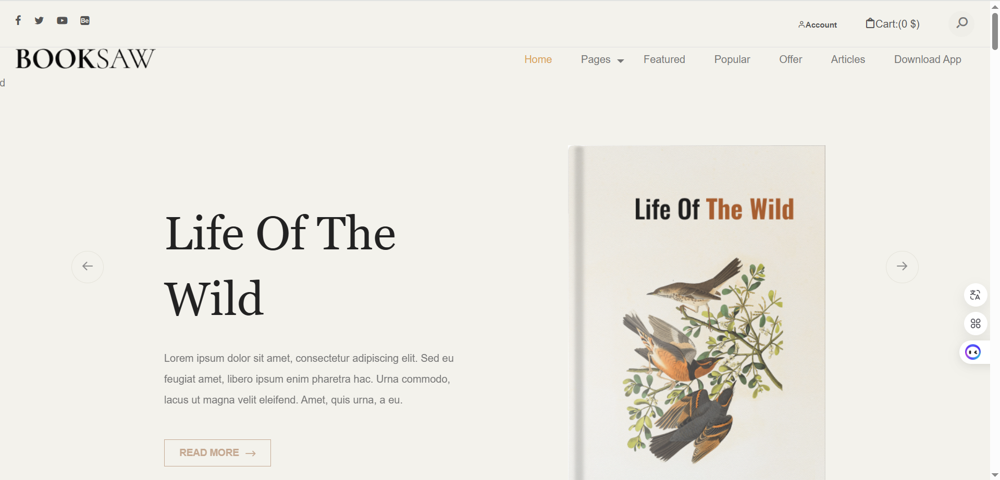 Be
Account
Cart:(0 $)
BOOKSAW
Home
Pages
Featured
Popular
Offer
Articles
Download App
d
Life Of The
Wild
Lorem ipsum dolor sit amet, consectetur adipiscing elit. Sed eu
feugiat amet, libero ipsum enim pharetra hac. Urna commodo,
lacus ut magna velit eleifend. Amet, quis urna, a eu.
READ MORE
Life Of The Wild